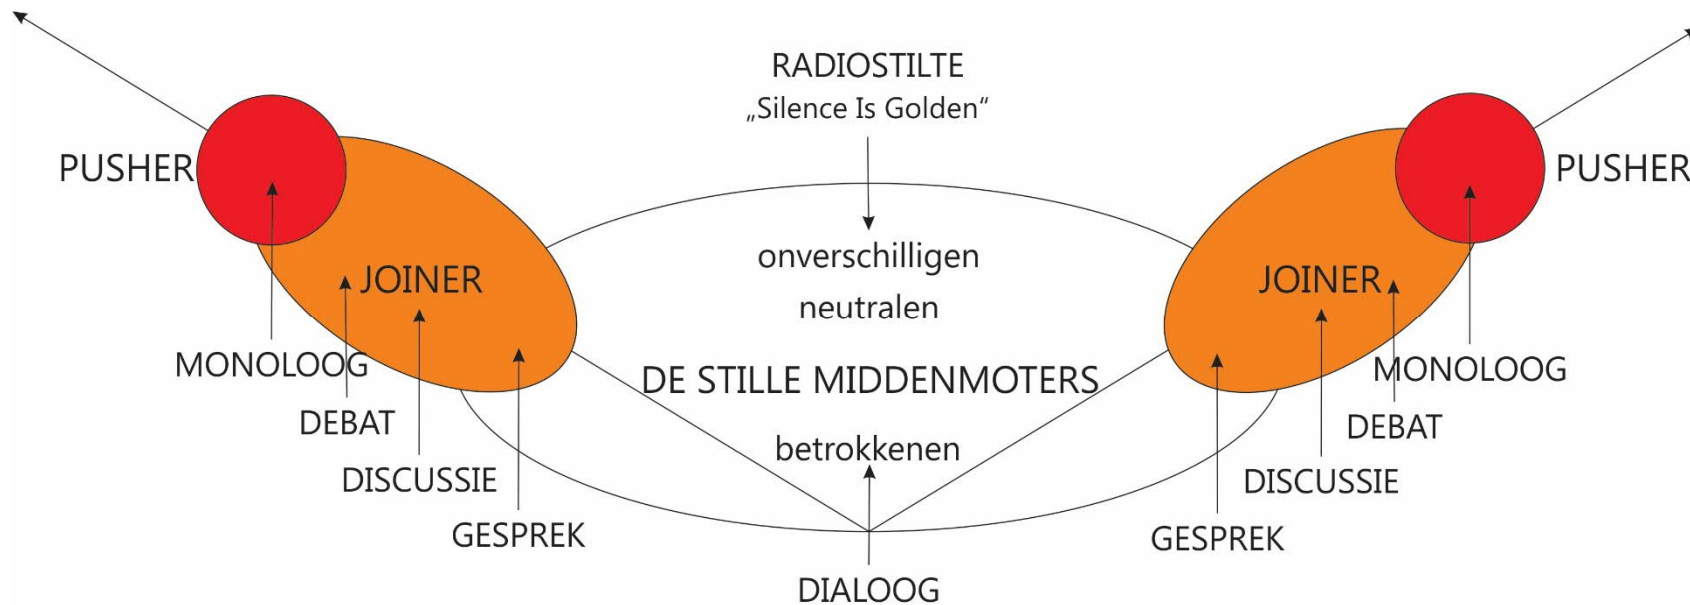 RADIOSTILTE
„Silence Is Golden“
PUSHER
PUSHER
onverschilligen
JOINER
JOINER
neutralen
MONOLOOG
DE STILLE MIDDENMOTERS
MONOLOOG
DEBAT
DEBAT
betrokkenen
DISCUSSIE
DISCUSSIE
GESPREK
GESPREK
DIALOOG